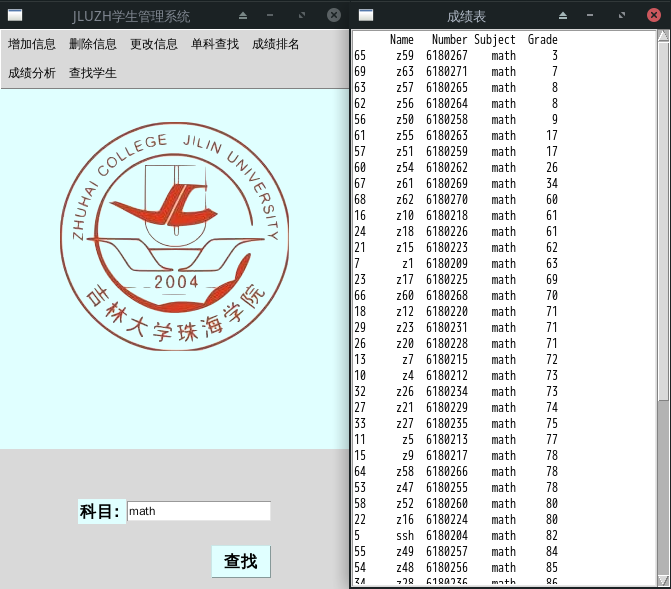 JLUZH学生管理系统
增加信息 删除信息 更改信息 单科查找 成绩排名
成绩分析 查找学生
ZHUHAI COLLEGE JILIN UNIVERSITY
2004
吉林大学珠海学院
科目: math
查找
成绩表
Name Number Subject Grade
65 z59 6180267 math 3
69 z63 6180271 math 7
63 z57 6180265 math 8
62 z56 6180264 math 8
56 z50 6180258 math 9
61 z55 6180263 math 17
57 z51 6180259 math 17
60 z54 6180262 math 26
67 z61 6180269 math 34
68 z62 6180270 math 60
16 z10 6180218 math 61
24 z18 6180226 math 61
21 z15 6180223 math 62
7 z1 6180209 math 63
23 z17 6180225 math 69
66 z60 6180268 math 70
18 z12 6180220 math 71
29 z23 6180231 math 71
26 z20 6180228 math 71
13 z7 6180215 math 72
10 z4 6180212 math 73
32 z26 6180234 math 73
27 z21 6180229 math 74
33 z27 6180235 math 75
11 z5 6180213 math 77
15 z9 6180217 math 78
64 z58 6180266 math 78
53 z47 6180255 math 78
58 z52 6180260 math 80
22 z16 6180224 math 80
5 ssh 6180204 math 82
55 z49 6180257 math 84
54 z48 6180256 math 85
34 z28 6180236 math 86